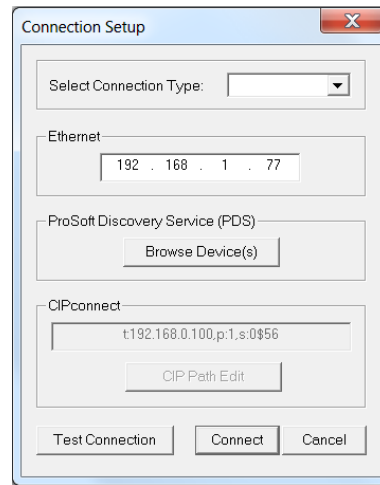 Connection Setup
Select Connection Type:
Ethernet
192 . 168 . 1 . 77
ProSoft Discovery Service (PDS)
Browse Device(s)
CIPconnect
t:192.168.0.100,p:1,s:0$56
CIP Path Edit
Test Connection Connect Cancel